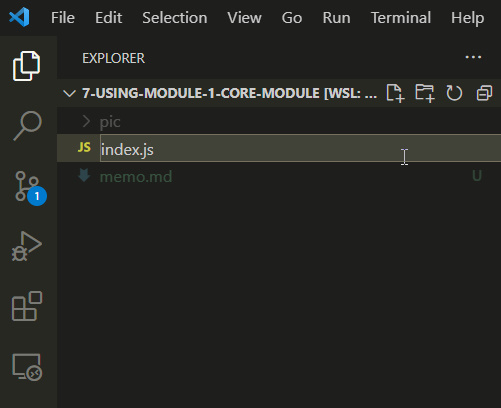 File Edit Selection View Go Run Terminal Help
EXPLORER ...
7-USING-MODULE-1-CORE-MODULE [WSL: ...
pic
JS index.js
memo.md U
1